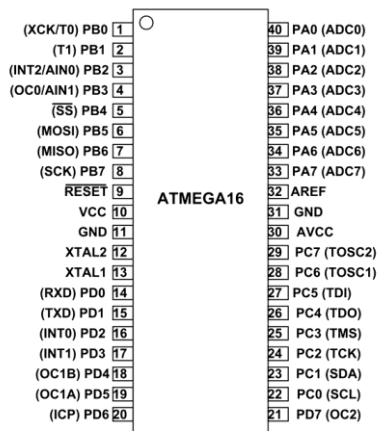 (XCK/T0) PB0 1 40 PA0 (ADC0)
(T1) PB1 2 39 PA1 (ADC1)
(INT2/AIN0) PB2 3 38 PA2 (ADC2)
(OC0/AIN1) PB3 4 37 PA3 (ADC3)
(SS) PB4 5 36 PA4 (ADC4)
(MOSI) PB5 6 35 PA5 (ADC5)
(MISO) PB6 7 34 PA6 (ADC6)
(SCK) PB7 8 33 PA7 (ADC7)
RESET 9 32 AREF
ATMEGA16
VCC 10 31 GND
GND 11 30 AVCC
XTAL2 12 29 PC7 (TOSC2)
XTAL1 13 28 PC6 (TOSC1)
(RXD) PD0 14 27 PC5 (TDI)
(TXD) PD1 15 26 PC4 (TDO)
(INT0) PD2 16 25 PC3 (TMS)
(INT1) PD3 17 24 PC2 (TCK)
(OC1B) PD4 18 23 PC1 (SDA)
(OC1A) PD5 19 22 PC0 (SCL)
(ICP) PD6 20 21 PD7 (OC2)